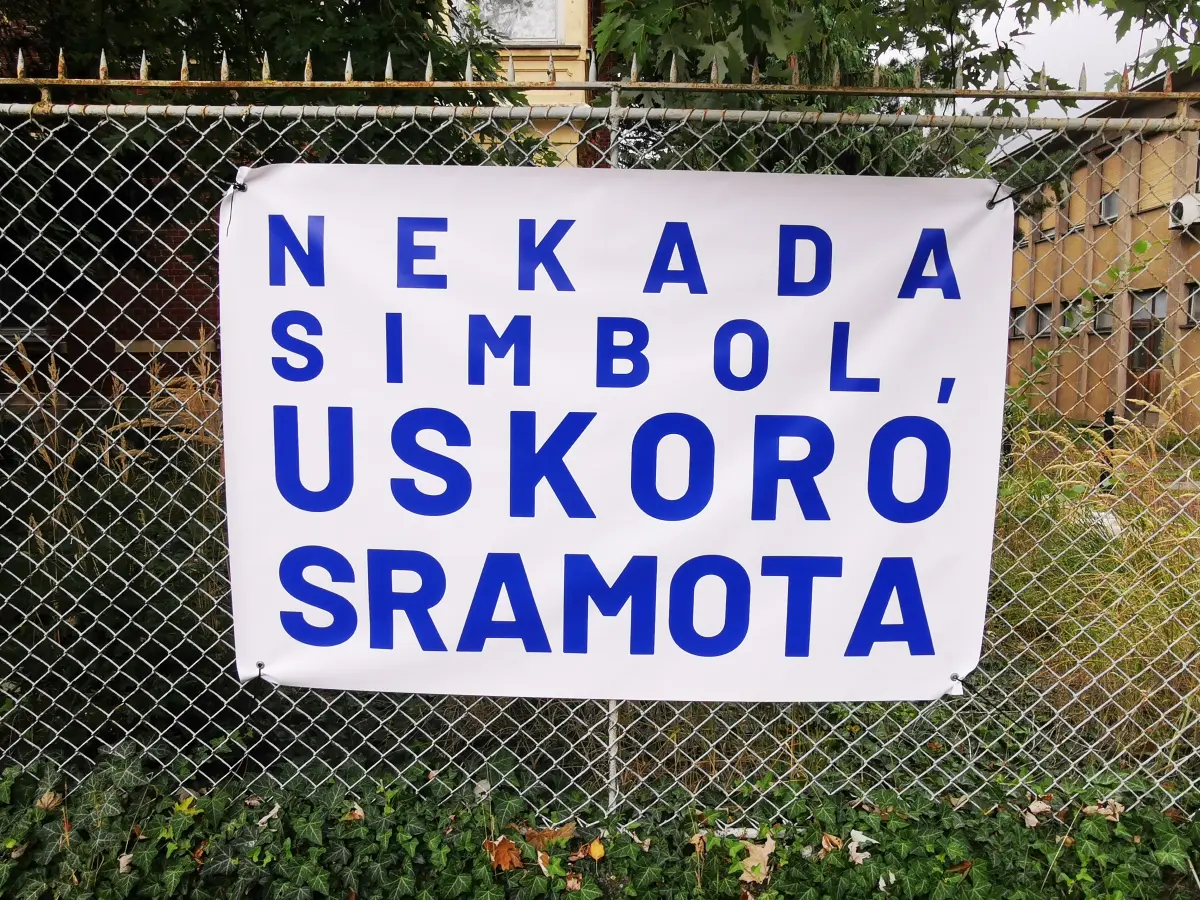 NEKADA
SIMBOL,
USKORO
SRAMOTA